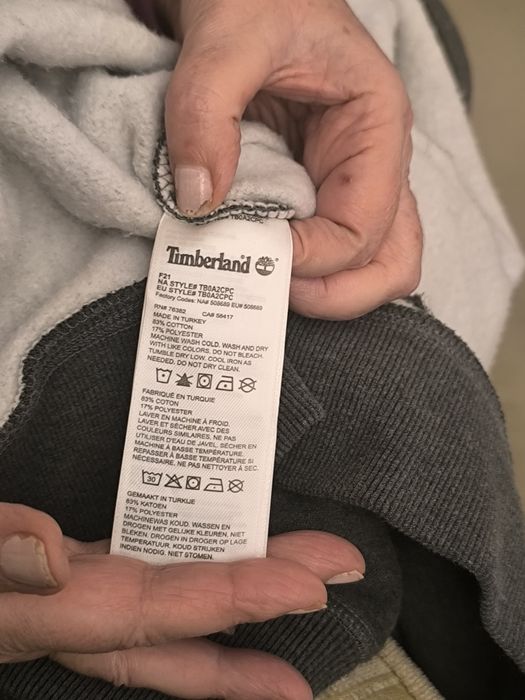 Timberland
F21
NA STYLE# TB0A2CPC
EU STYLE# TB0A2CPC
Factory Codes: NA# 508689 EU# 508689
RN# 76382 CA# 58417
MADE IN TURKEY
83% COTTON
17% POLYESTER
MACHINE WASH COLD. WASH AND DRY
WITH LIKE COLORS. DO NOT BLEACH.
TUMBLE DRY LOW. COOL IRON AS
NEEDED. DO NOT DRY CLEAN.
FABRIQUÉ EN TURQUIE
83% COTON
17% POLYESTER
LAVER EN MACHINE À FROID.
LAVER ET SÉCHER AVEC DES
COULEURS SIMILAIRES. NE PAS
UTILISER D'EAU DE JAVEL. SÉCHER EN
MACHINE À BASSE TEMPÉRATURE.
REPASSER À BASSE TEMPÉRATURE SI
NÉCESSAIRE. NE PAS NETTOYER À SEC.
30
GEMAAKT IN TURKIJE
83% KATOEN
17% POLYESTER
MACHINEWAS KOUD. WASSEN EN
DROGEN MET GELIJKE KLEUREN. NIET
BLEKEN. DROGEN IN DROGER OP LAGE
TEMPERATUUR. KOUD STRIJKEN
INDIEN NODIG. NIET STOMEN.